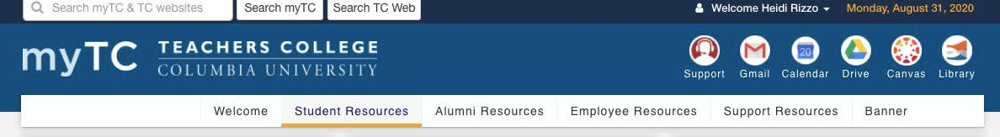 Search myTC & TC websites Search myTC Search TC Web Welcome Heidi Rizzo Monday, August 31, 2020
myTC TEACHERS COLLEGE
COLUMBIA UNIVERSITY
20
Support Gmail Calendar Drive Canvas Library
Welcome Student Resources Alumni Resources Employee Resources Support Resources Banner